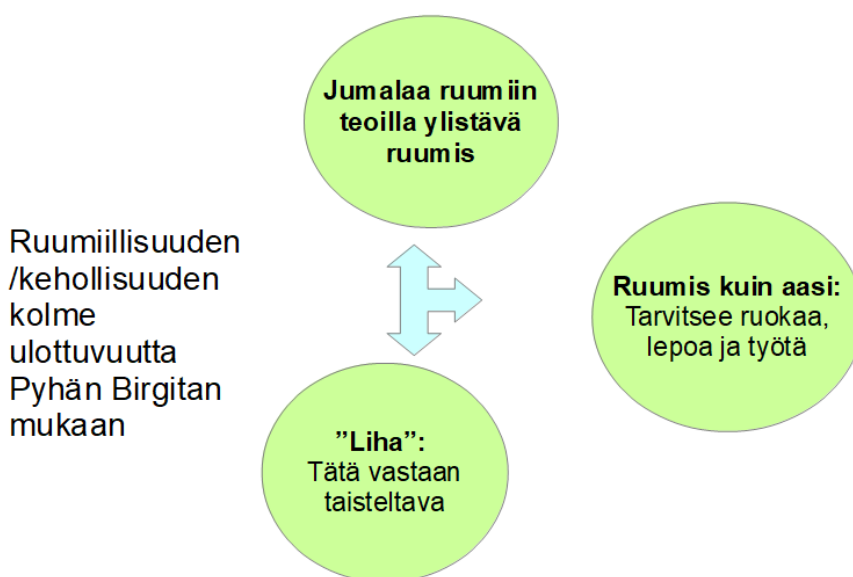 Jumalaa ruumiin
teoilla ylistävä
ruumis
Ruumiillisuuden
/kehollisuuden
kolme
ulottuvuutta
Pyhän Birgitan
mukaan
Ruumis kuin aasi:
Tarvitsee ruokaa,
lepoa ja työtä
”Liha”:
Tätä vastaan
taisteltava